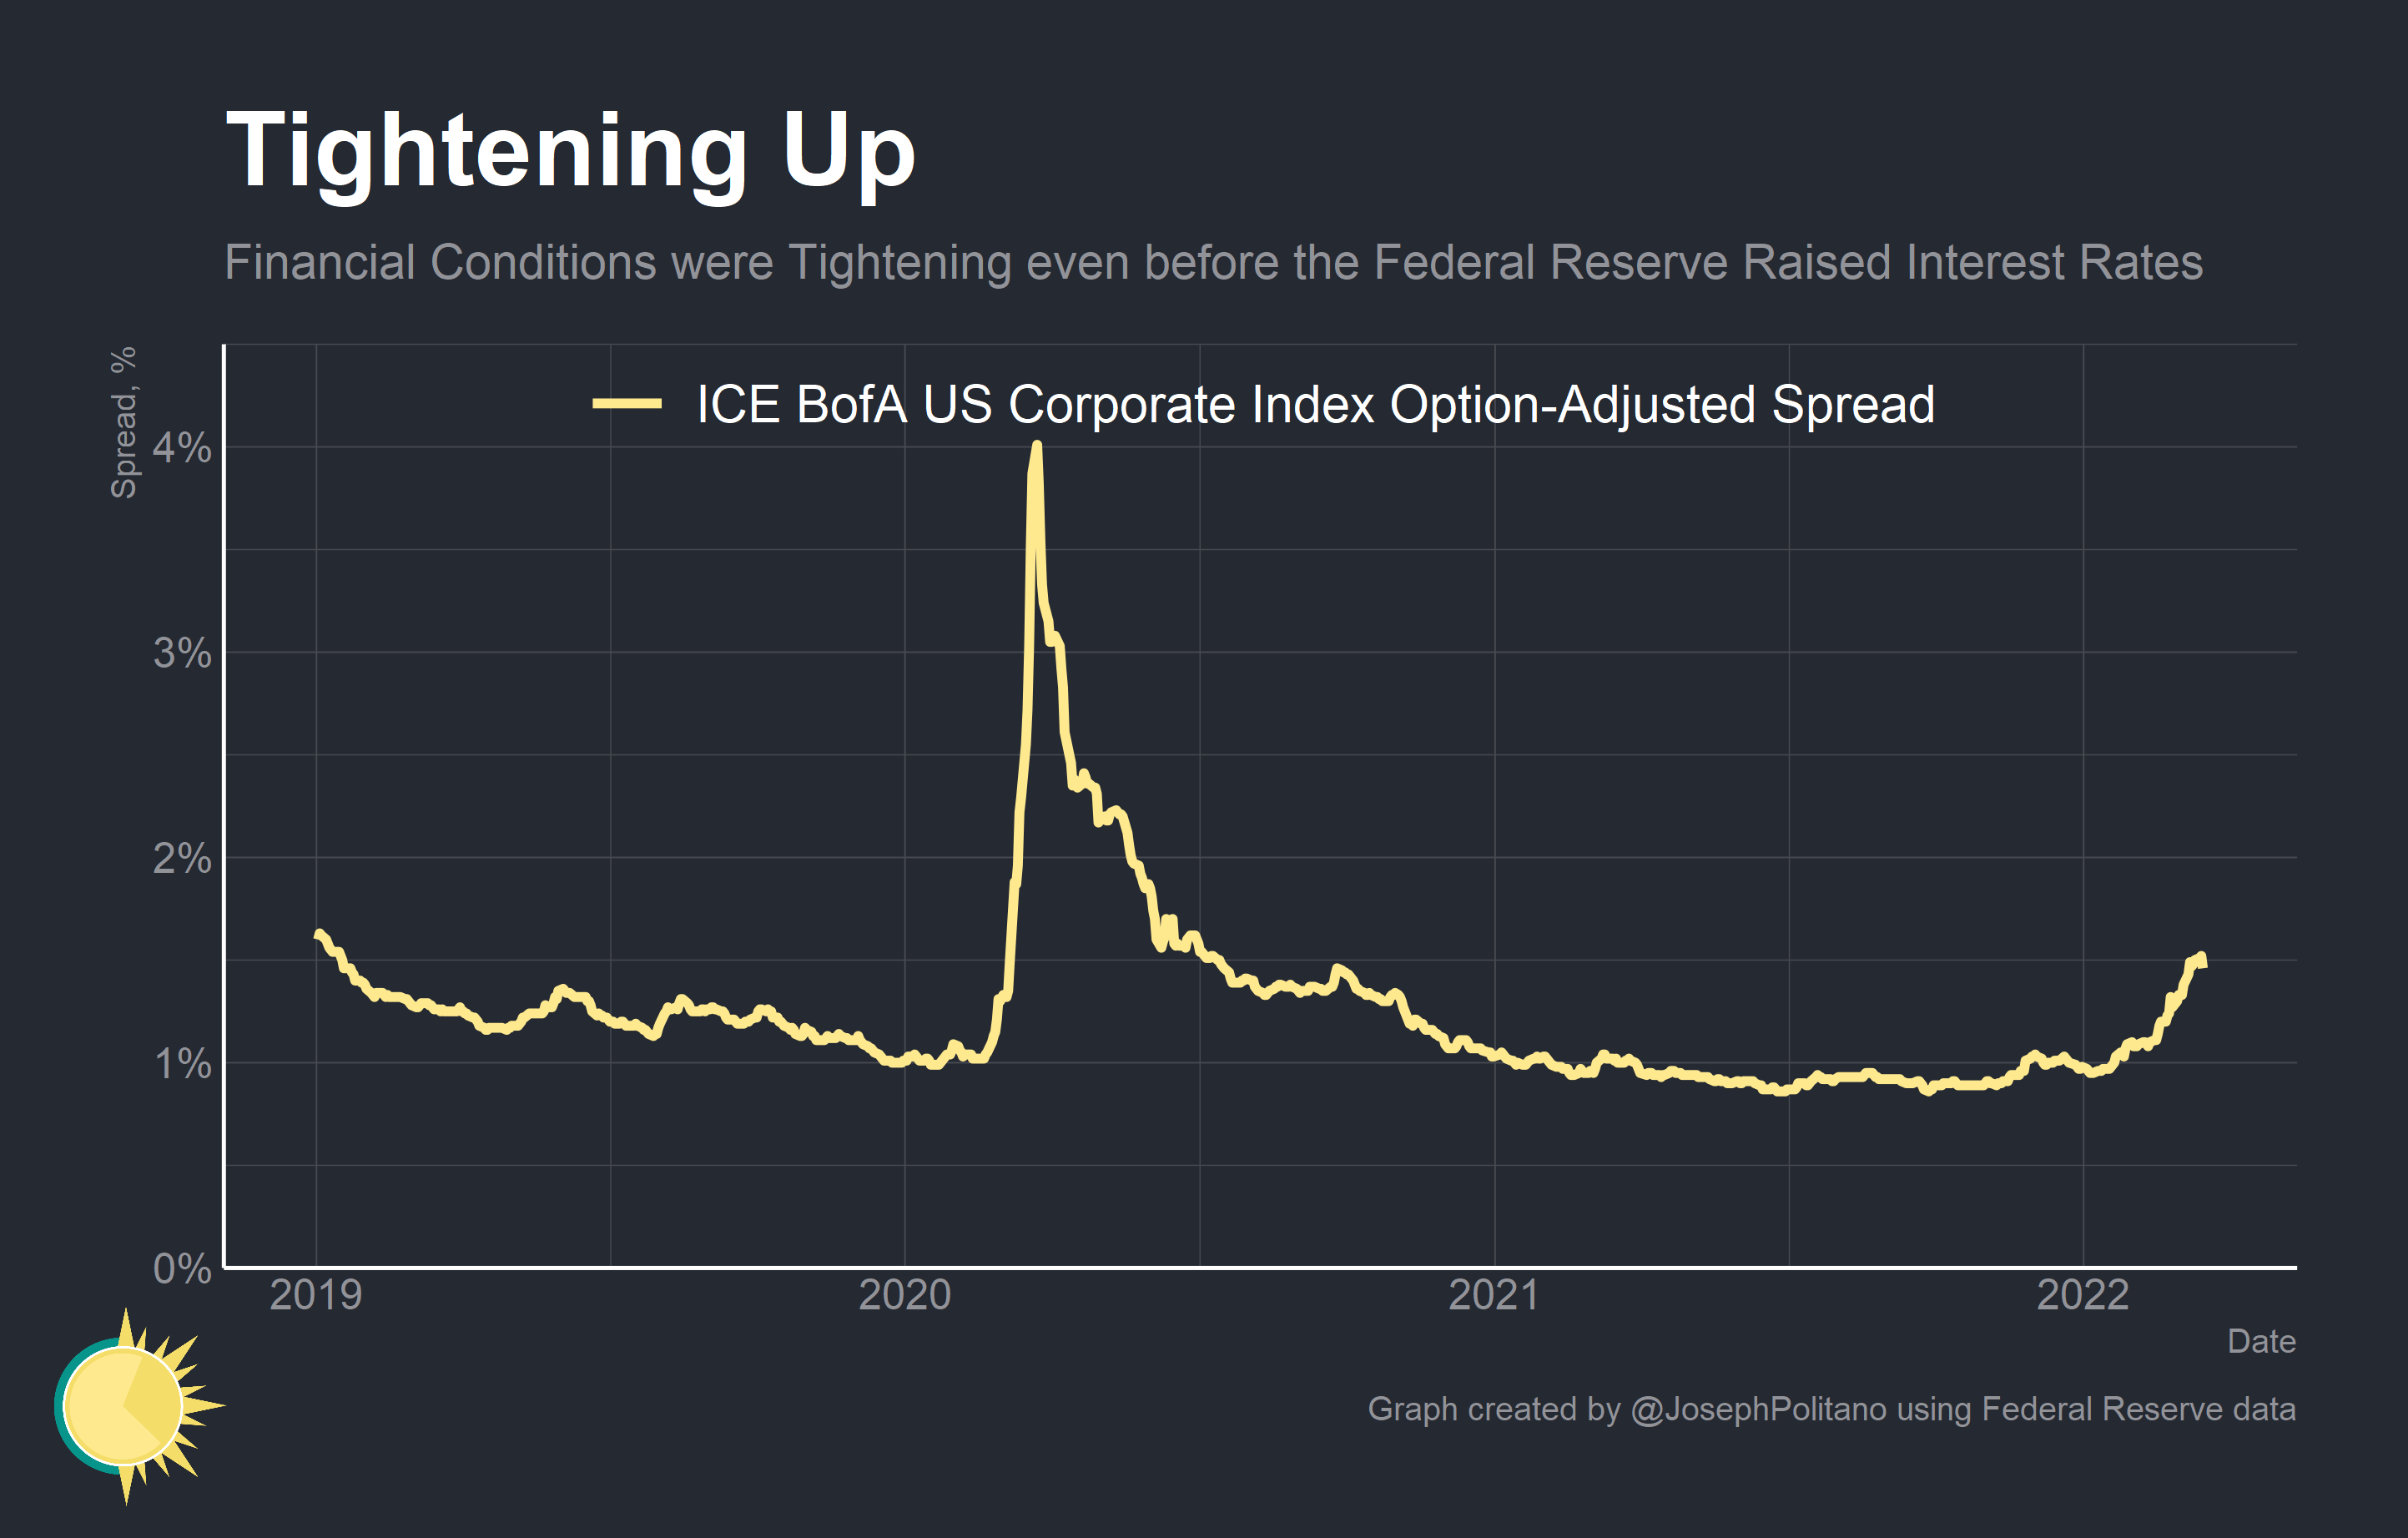 Tightening Up
Financial Conditions were Tightening even before the Federal Reserve Raised Interest Rates
Spread, %
ICE BofA US Corporate Index Option-Adjusted Spread
4%
3%
2%
1%
0%
2019 2020 2021 2022
Date
Graph created by @JosephPolitano using Federal Reserve data